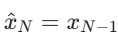 x̂_N = x_{N−1}